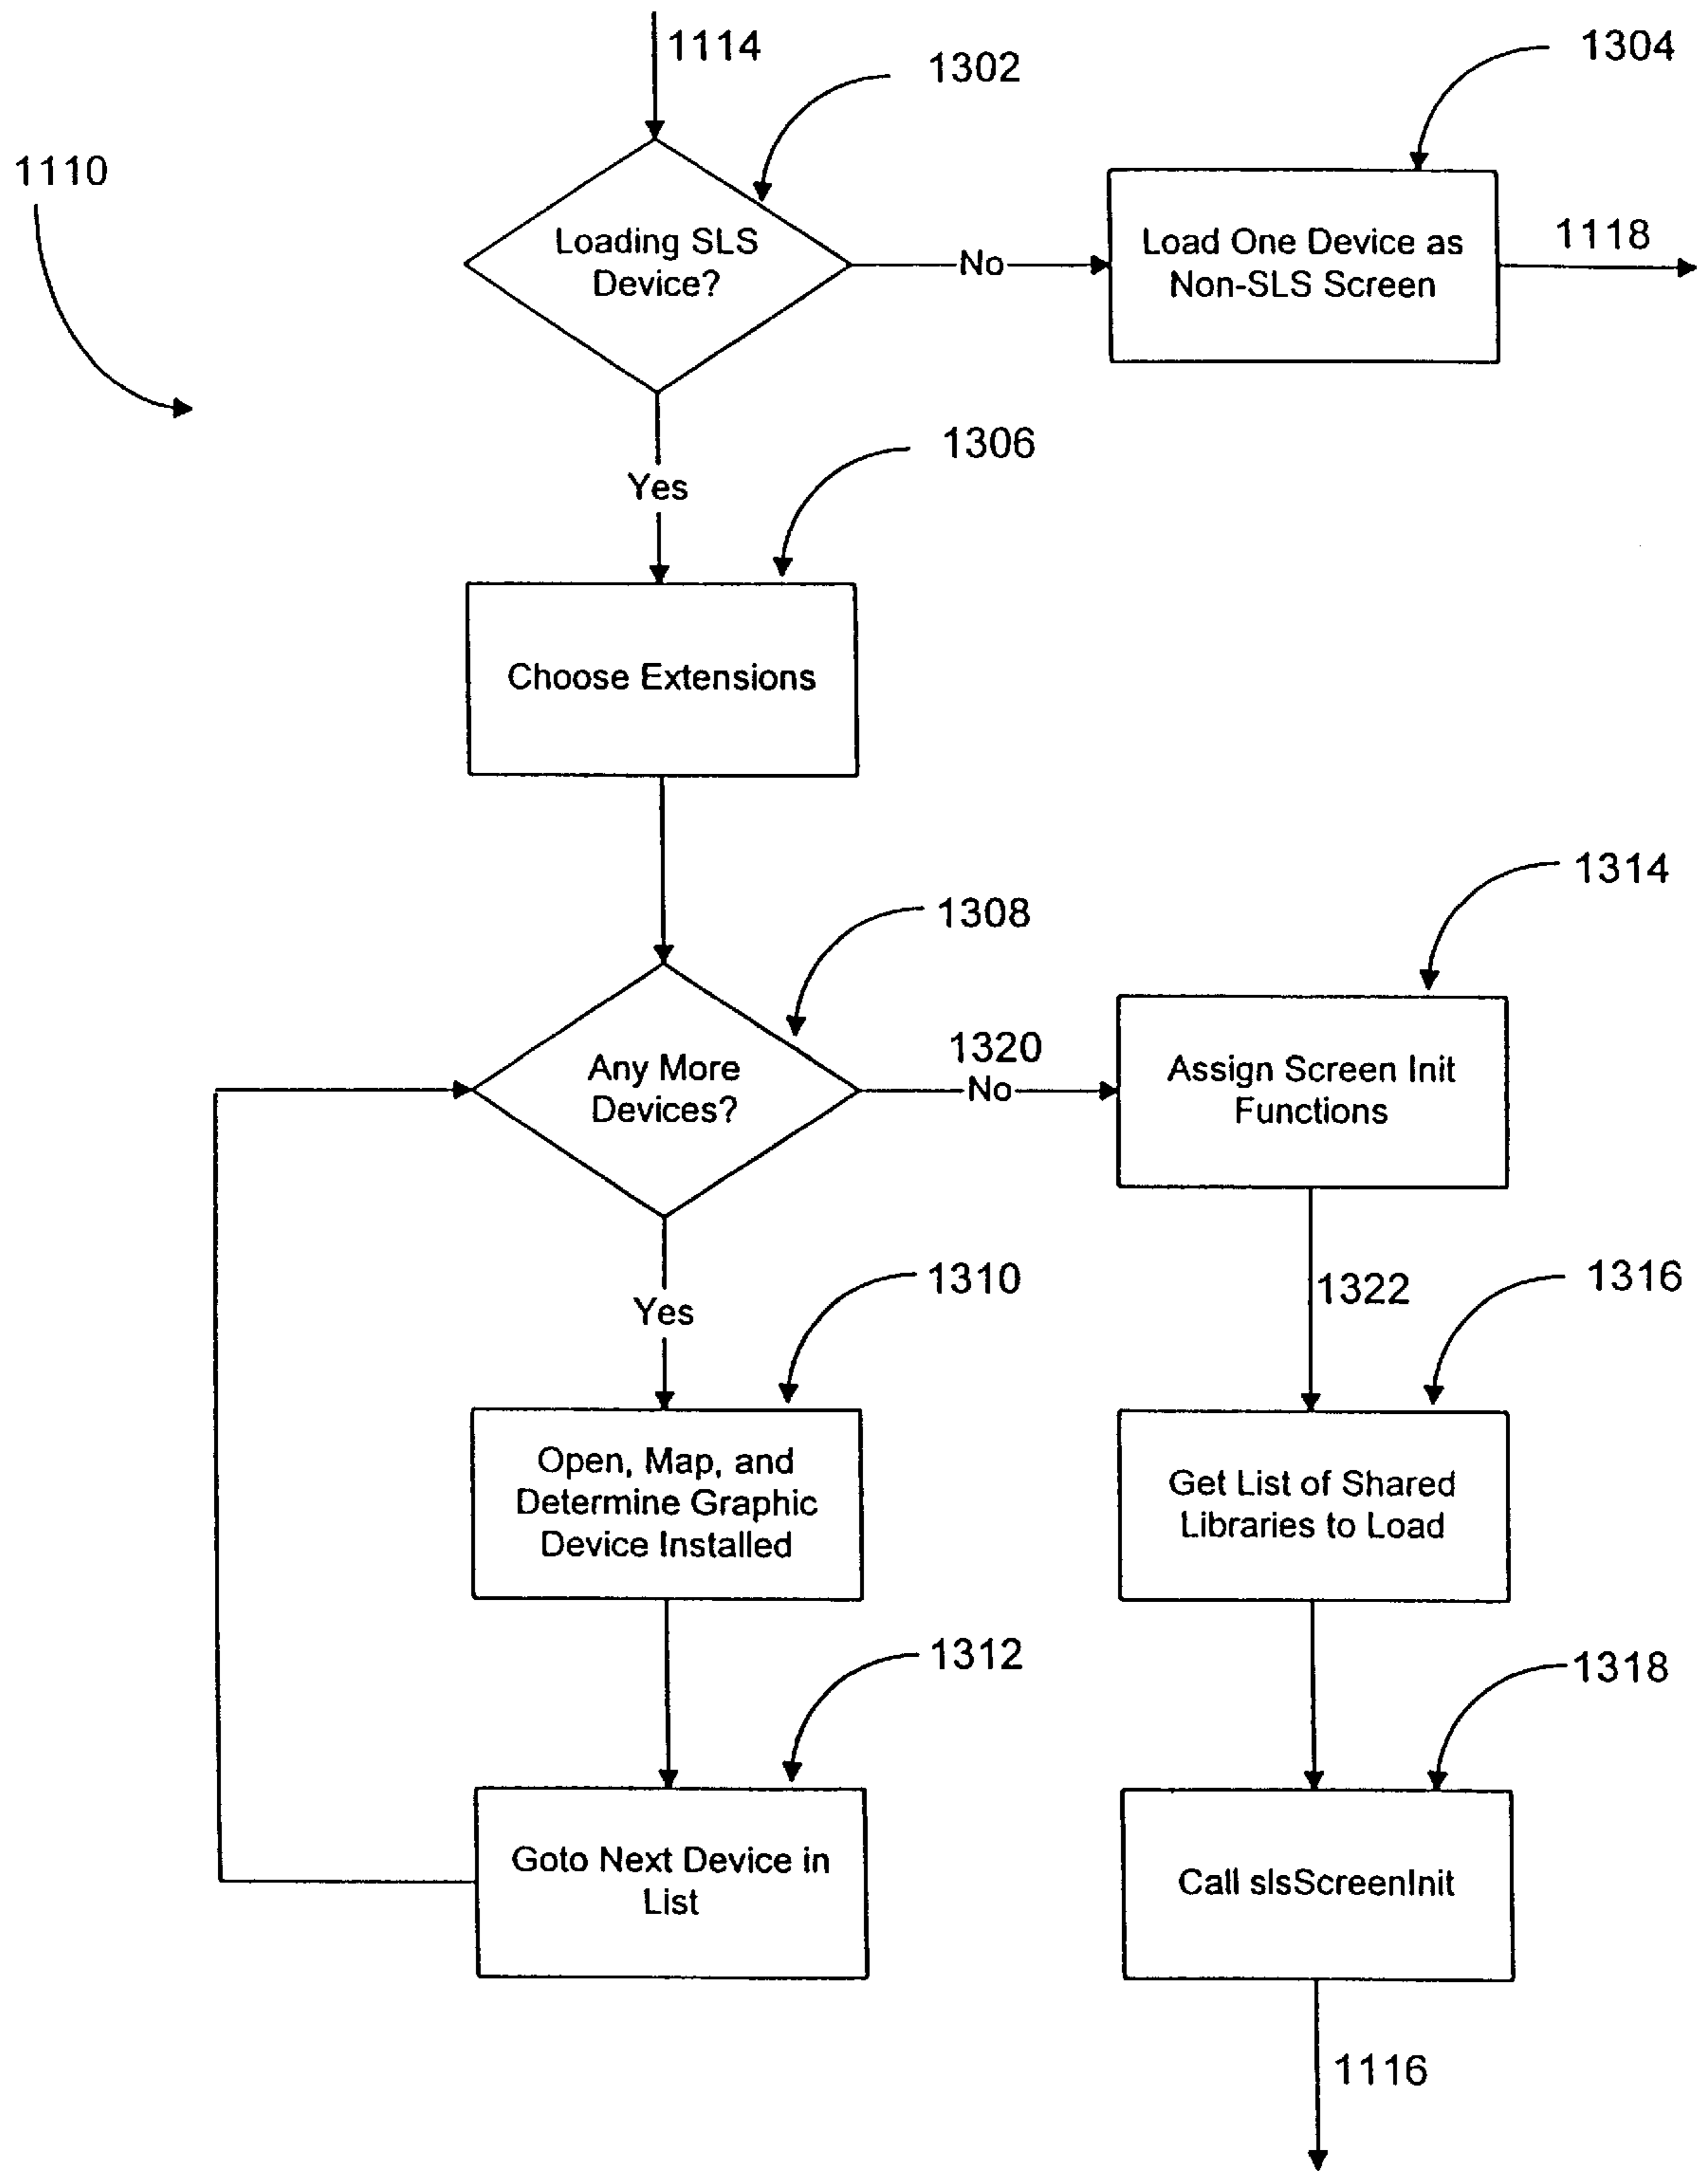 1114
1302
1304
1110
Loading SLS
Device?
No
Load One Device as
Non-SLS Screen
1118
Yes
1306
Choose Extensions
1308
1314
Any More
Devices?
1320
No
Assign Screen Init
Functions
Yes
1310
1322
1316
Open, Map, and
Determine Graphic
Device Installed
Get List of Shared
Libraries to Load
1312
1318
Goto Next Device in
List
Call slsScreenInit
1116